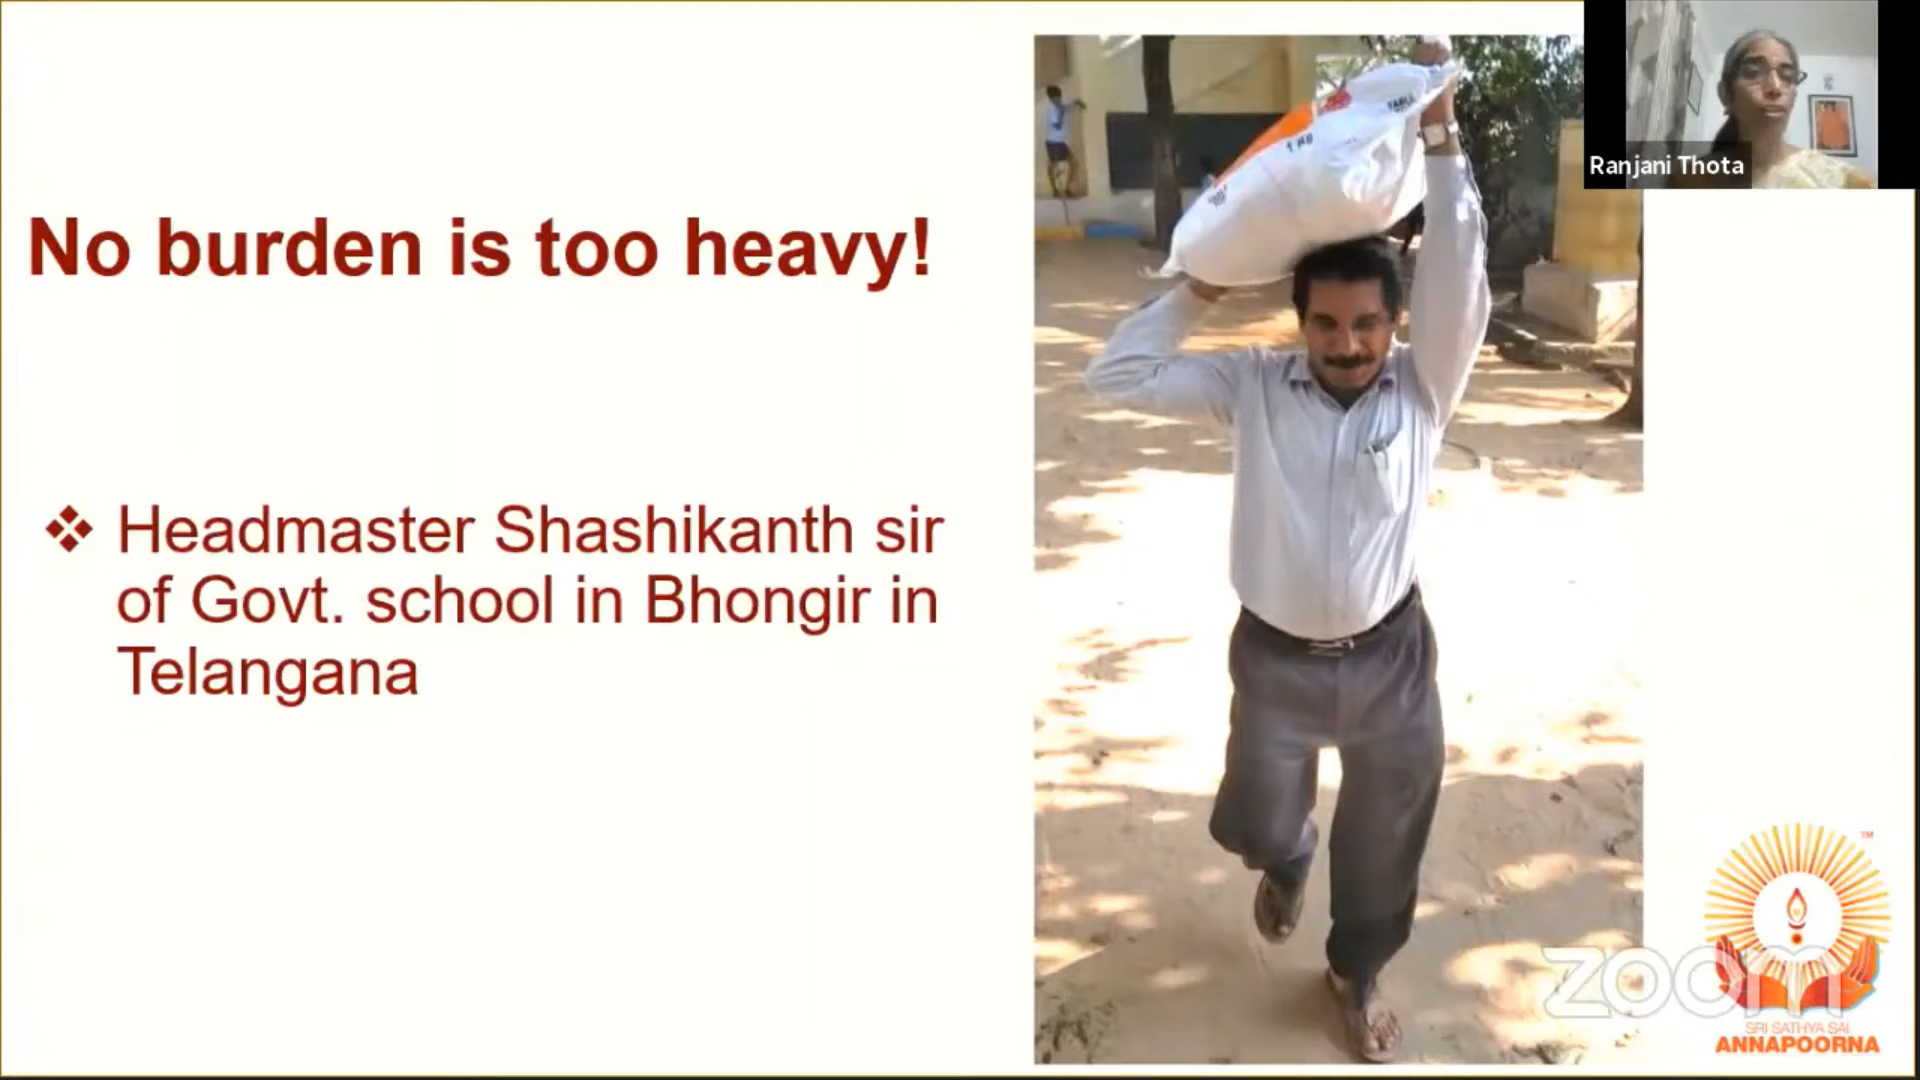 Ranjani Thota
No burden is too heavy!
❖ Headmaster Shashikanth sir
of Govt. school in Bhongir in
Telangana
zoom
TM
SRI SATHYA SAI
ANNAPOORNA